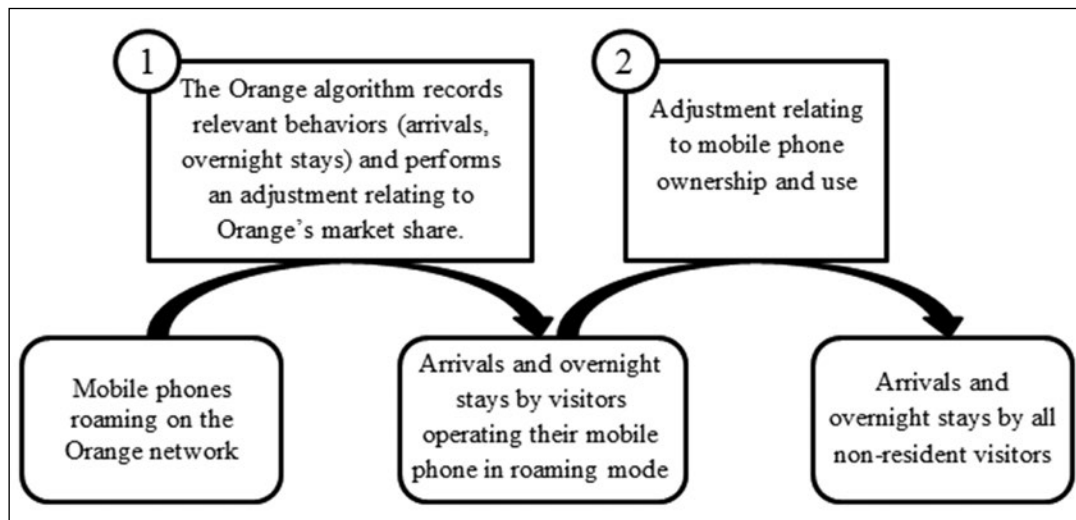 1
The Orange algorithm records
relevant behaviors (arrivals,
overnight stays) and performs
an adjustment relating to
Orange's market share.
2
Adjustment relating
to mobile phone
ownership and use
Mobile phones
roaming on the
Orange network
Arrivals and overnight
stays by visitors
operating their mobile
phone in roaming mode
Arrivals and
overnight stays by all
non-resident visitors